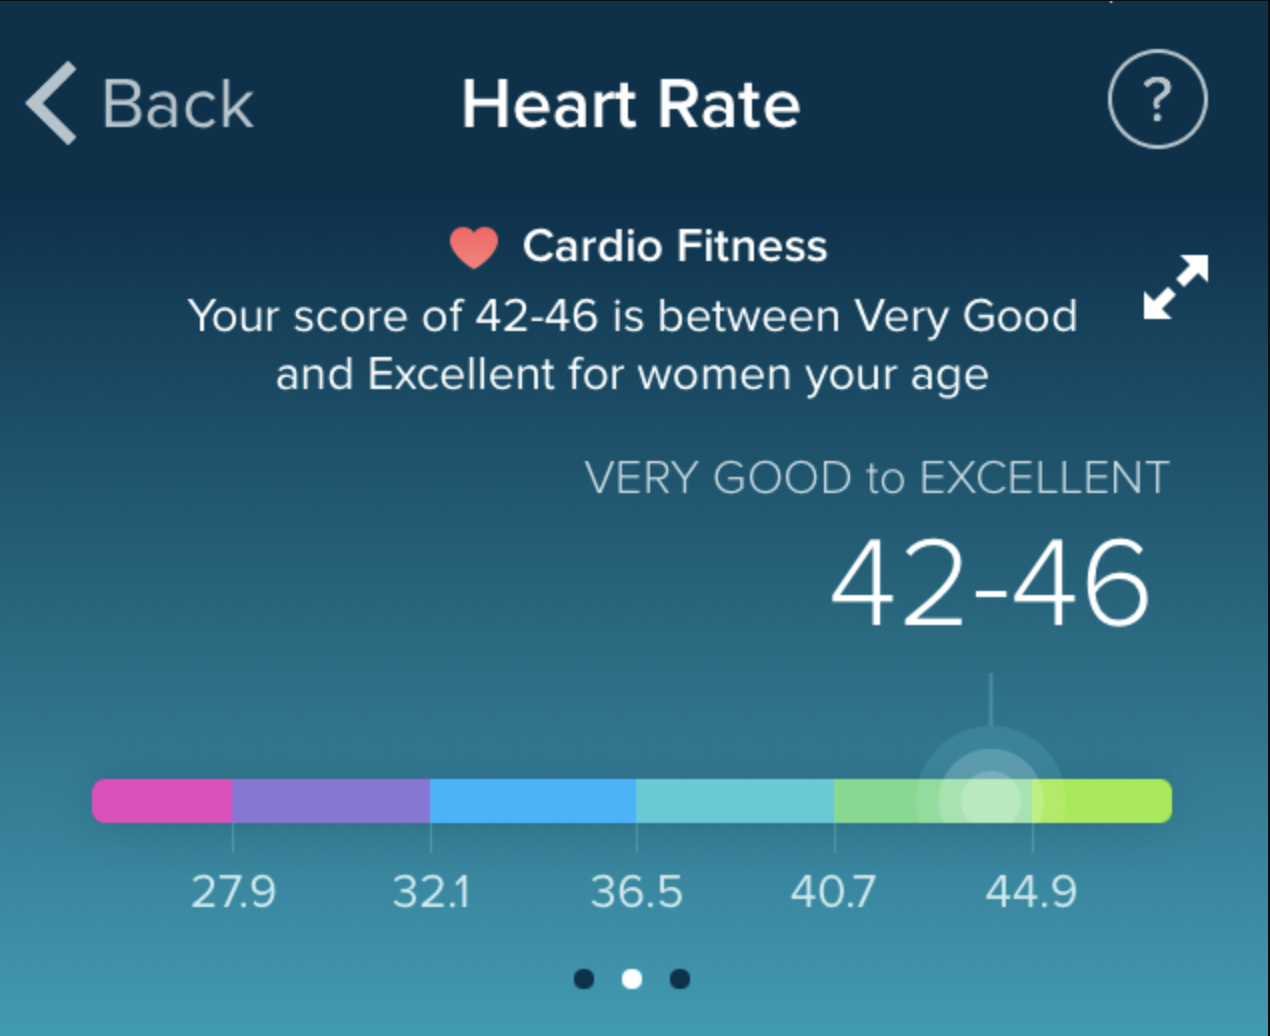 Back
Heart Rate
?
Cardio Fitness
Your score of 42-46 is between Very Good
and Excellent for women your age
VERY GOOD to EXCELLENT
42-46
27.9
32.1
36.5
40.7
44.9